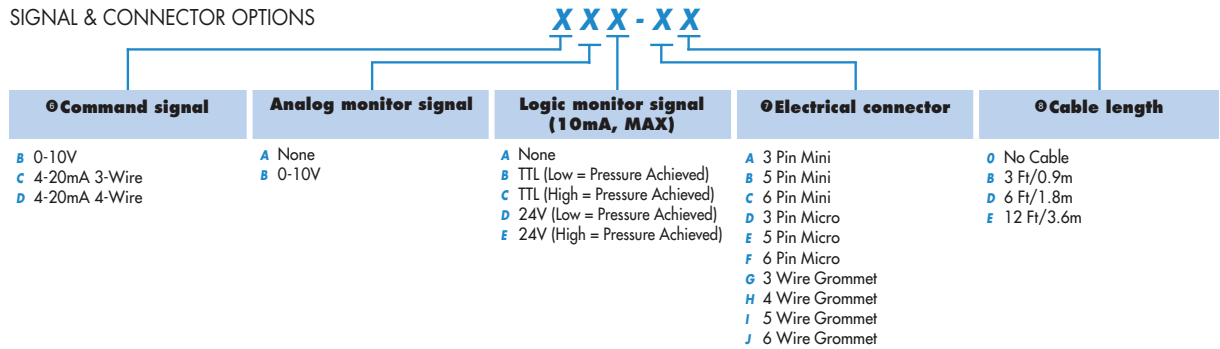 SIGNAL & CONNECTOR OPTIONS
X X X - X X
❻Command signal
B 0-10V
C 4-20mA 3-Wire
D 4-20mA 4-Wire
Analog monitor signal
A None
B 0-10V
Logic monitor signal
(10mA, MAX)
A None
B TTL (Low = Pressure Achieved)
C TTL (High = Pressure Achieved)
D 24V (Low = Pressure Achieved)
E 24V (High = Pressure Achieved)
❼Electrical connector
A 3 Pin Mini
B 5 Pin Mini
C 6 Pin Mini
D 3 Pin Micro
E 5 Pin Micro
F 6 Pin Micro
G 3 Wire Grommet
H 4 Wire Grommet
I 5 Wire Grommet
J 6 Wire Grommet
❽Cable length
0 No Cable
B 3 Ft/0.9m
D 6 Ft/1.8m
E 12 Ft/3.6m